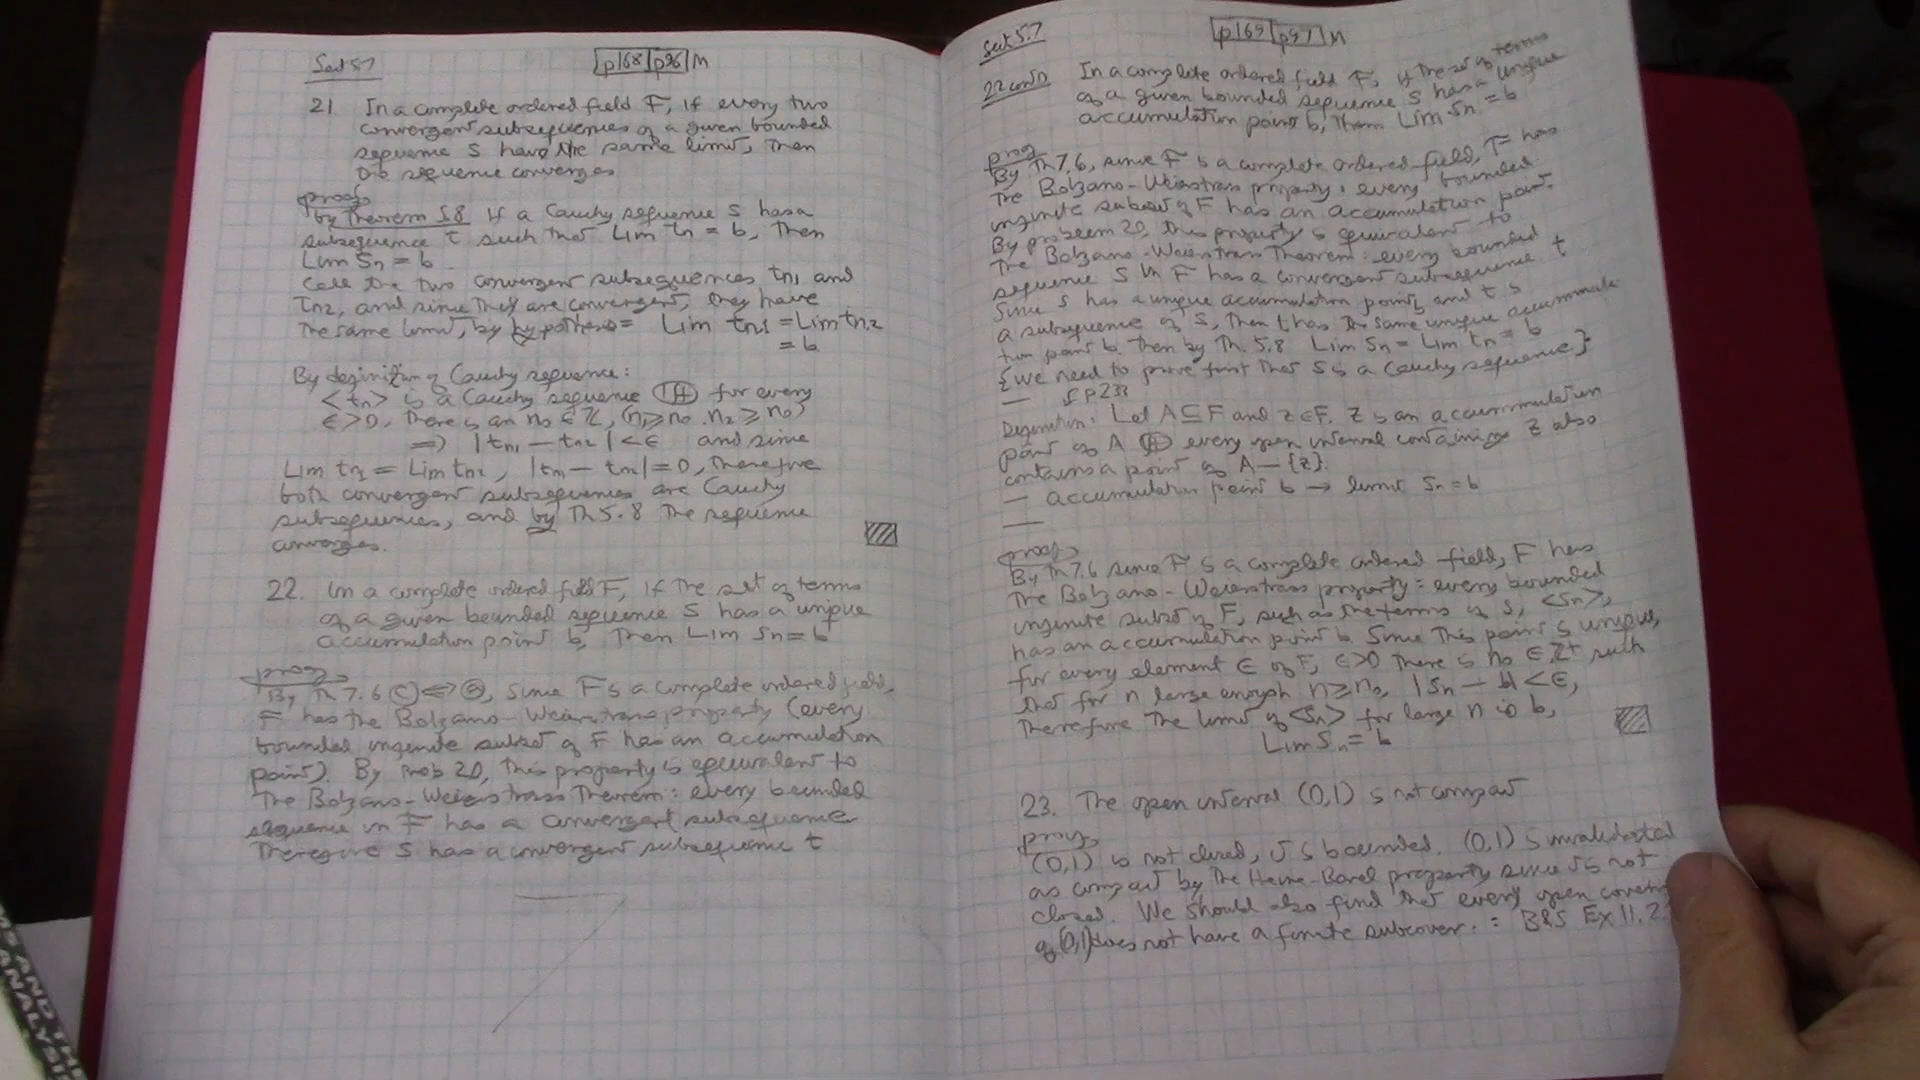 Sect 5.7
p168 p96 M
21. In a complete ordered field F, if every two
convergent subsequences of a given bounded
sequence S have the same limit, then
the sequence converges
proof
by Theorem 5.8 If a Cauchy sequence S has a
subsequence t such that Lim tn = b, Then
Lim Sn = b
Call the two convergent subsequences tn1 and
tn2, and since they are convergent, they have
the same limit, by hypothesis = Lim tn1 = Lim tn2
= b
By definition of Cauchy sequence:
<tn> is a Cauchy sequence iff for every
∈>0, there is an n0 ∈ Z, (n1 ≥ n0 . n2 ≥ n0)
=> |tn1 − tn2| < ∈ and since
Lim tn1 = Lim tn2, |tn1 − tn2| = 0, Therefore
both convergent subsequences are Cauchy
subsequences, and by Th 5.8 The sequence
converges.
22. In a complete ordered field F, If the set of terms
of a given bounded sequence S has a unique
accumulation point b, Then Lim Sn = b
proof
By Th 7.6 (c) <=> (a), since F is a complete ordered field,
F has the Bolzano-Weierstrass property (every
bounded infinite subset of F has an accumulation
point). By Prob 20, this property is equivalent to
The Bolzano-Weierstrass Theorem: every bounded
sequence in F has a convergent subsequence
Therefore S has a convergent subsequence t
Sect 5.7
p169 p97 M
22 cont'd In a complete ordered field F, if the set of terms
of a given bounded sequence S has a unique
accumulation point b, Then Lim Sn = b
proof
By Th 7.6, since F is a complete ordered field, F has
the Bolzano-Weierstrass property: every bounded
infinite subset of F has an accumulation point.
By problem 20, this property is equivalent to
The Bolzano-Weierstrass Theorem: every bounded
sequence S in F has a convergent subsequence t
Since S has a unique accumulation point b and t is
a subsequence of S, Then t has the same unique accumula-
tion point b. Then by Th. 5.8 Lim Sn = Lim tn = b
{we need to prove first that S is a Cauchy sequence}
— p233
Definition: Let A ⊆ F and z ∈ F. z is an accummulation
point of A iff every open interval containing z also
contains a point of A − {z}.
— accumulation point b → limit Sn = b
—
proof
By Th 7.6 since F is a complete ordered field, F has
the Bolzano-Weierstrass property: every bounded
infinite subset of F, such as the terms of S, <Sn>,
has an accumulation point b. Since this point is unique,
for every element ∈ of F, ∈>0 there is n0 ∈ Z+ such
that for n large enough n ≥ n0, |Sn − b| < ∈,
Therefore the limit of <Sn> for large n is b,
Lim Sn = b
23. The open interval (0,1) is not compact
proof
(0,1) is not closed, it is bounded. (0,1) is invalidated
as compact by the Heine-Borel property since it is not
closed. We should also find that every open
of (0,1) does not have a finite subcover. : B&S Ex 11.2.